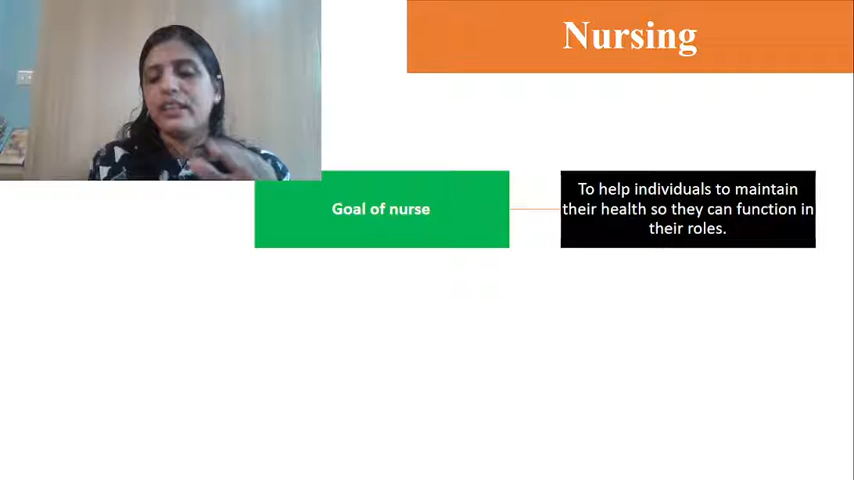 Nursing
Goal of nurse
To help individuals to maintain
their health so they can function in
their roles.